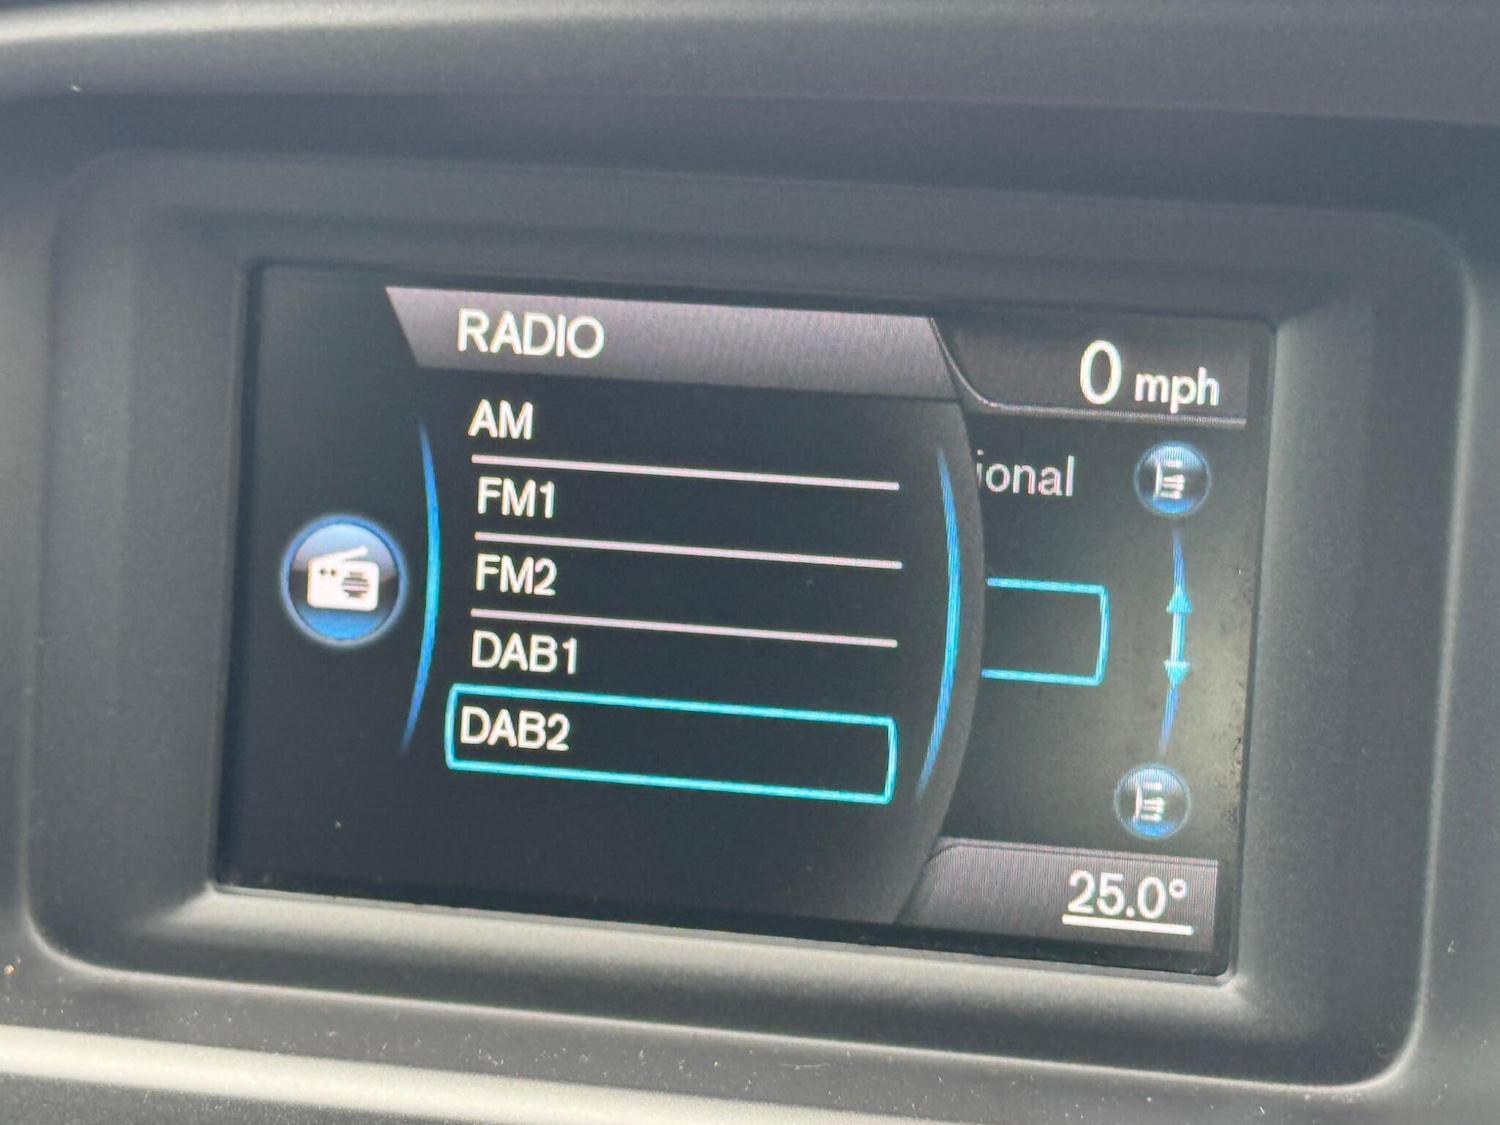 RADIO
0 mph
AM
ional
FM1
FM2
DAB1
DAB2
25.0°